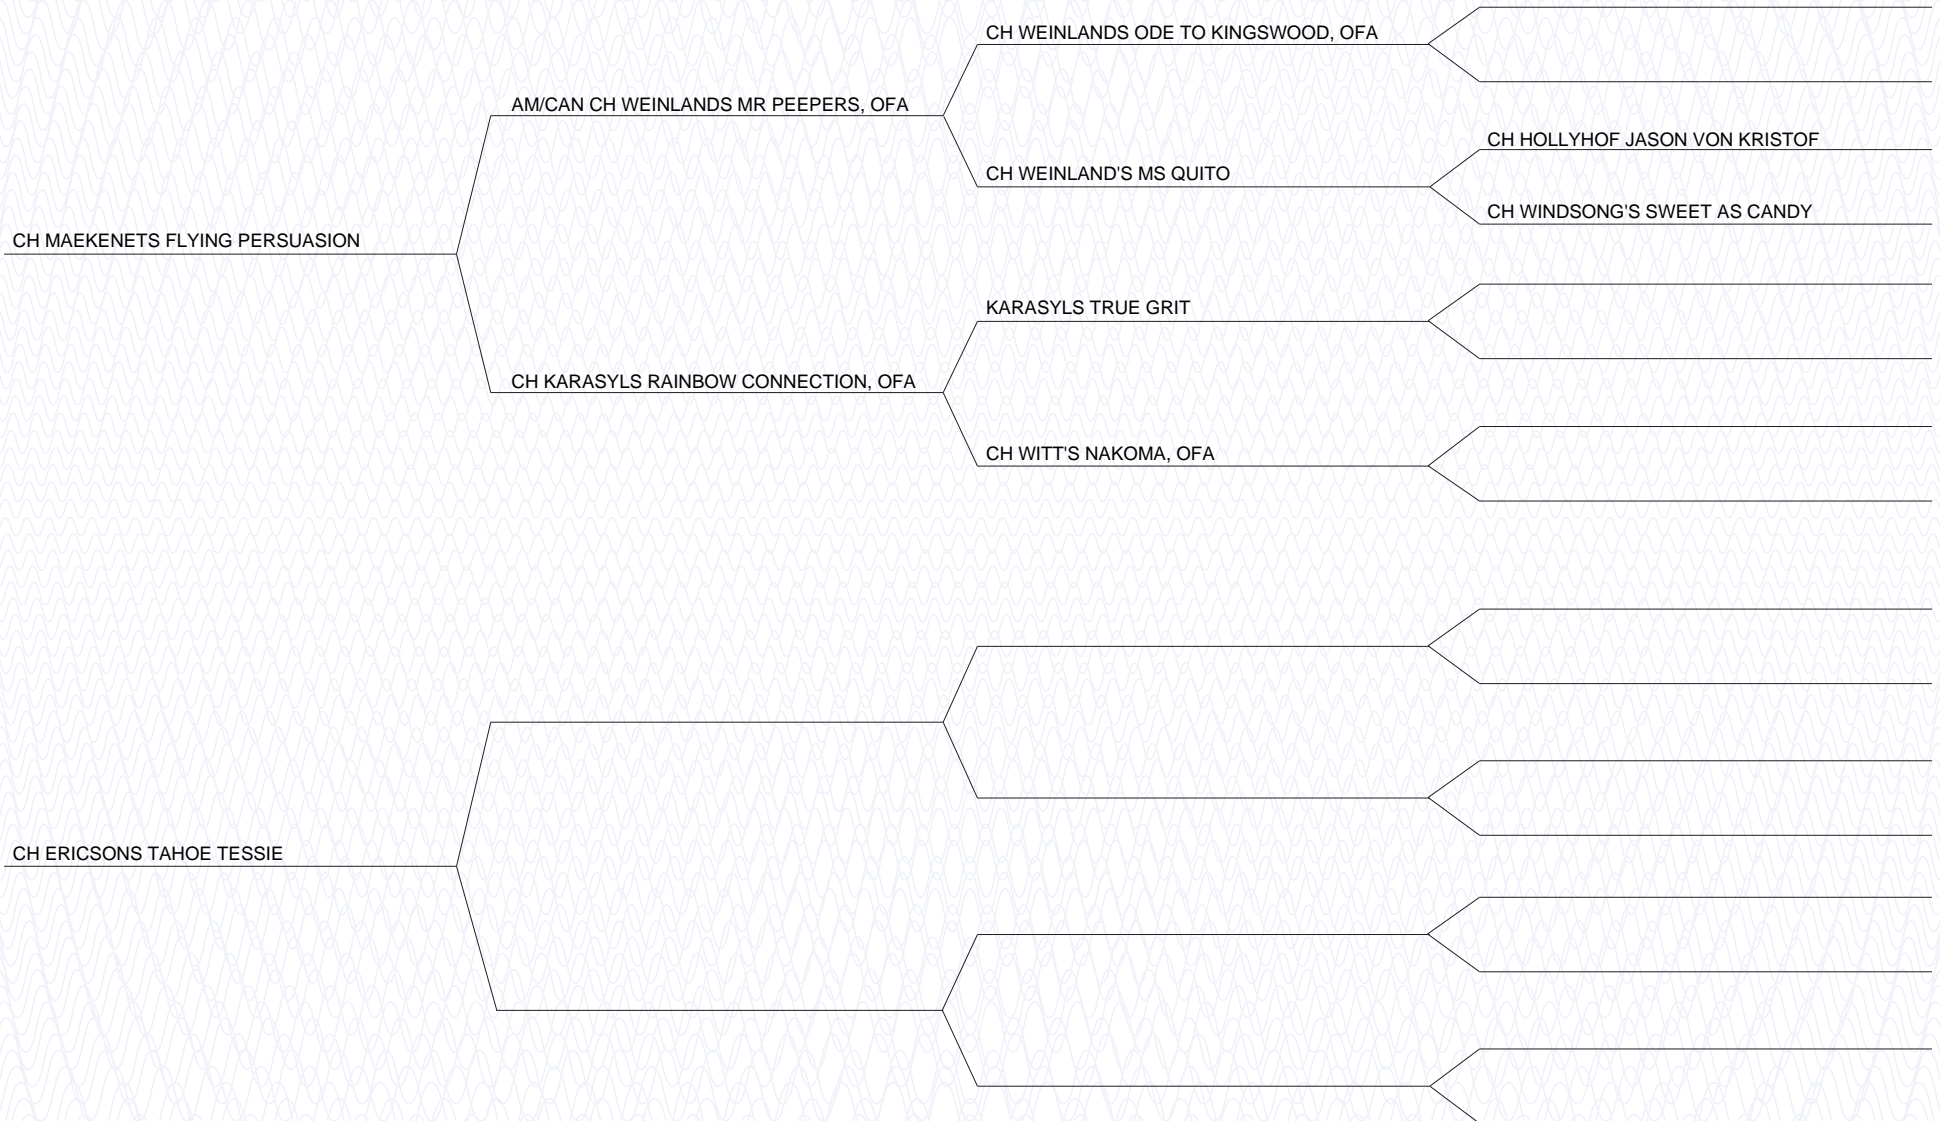 CH WEINLANDS ODE TO KINGSWOOD, OFA
AM/CAN CH WEINLANDS MR PEEPERS, OFA
CH HOLLYHOF JASON VON KRISTOF
CH WEINLAND'S MS QUITO
CH WINDSONG'S SWEET AS CANDY
CH MAEKENETS FLYING PERSUASION
KARASYLS TRUE GRIT
CH KARASYLS RAINBOW CONNECTION, OFA
CH WITT'S NAKOMA, OFA
CH ERICSONS TAHOE TESSIE